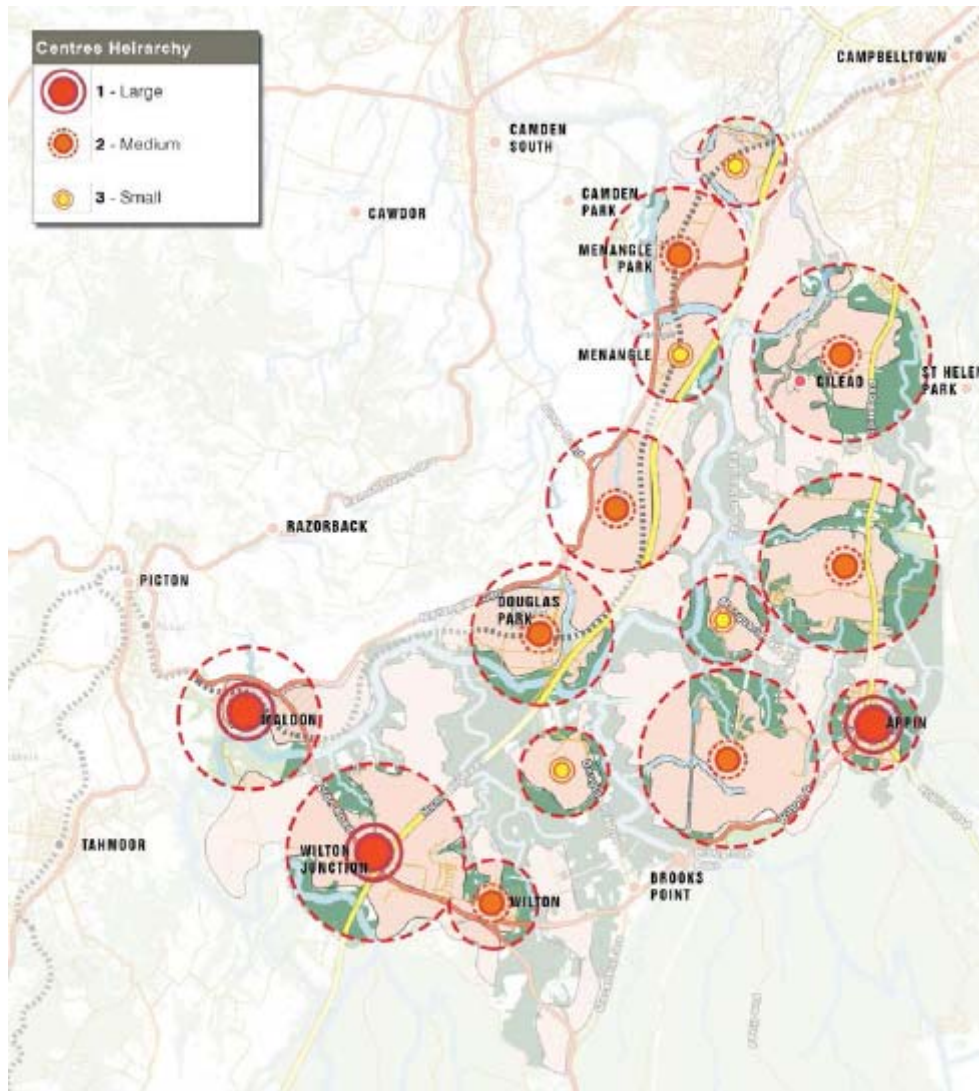 Centres Heirarchy
1 - Large
2 - Medium
3 - Small
CAMPBELLTOWN
CAMDEN
SOUTH
CAMDEN
PARK
CAWDOR
MENANGLE
PARK
MENANGLE
GILEAD
ST HELEN
PARK
RAZORBACK
PICTON
DOUGLAS
PARK
MALDON
APPIN
TAHMOOR
WILTON
JUNCTION
WILTON
BROOKS
POINT